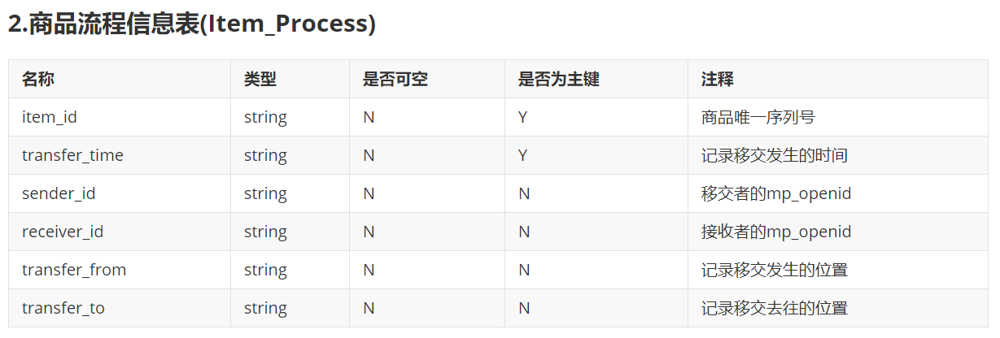 2.商品流程信息表(Item_Process)
名称 类型 是否可空 是否为主键 注释
item_id string N Y 商品唯一序列号
transfer_time string N Y 记录移交发生的时间
sender_id string N N 移交者的mp_openid
receiver_id string N N 接收者的mp_openid
transfer_from string N N 记录移交发生的位置
transfer_to string N N 记录移交去往的位置